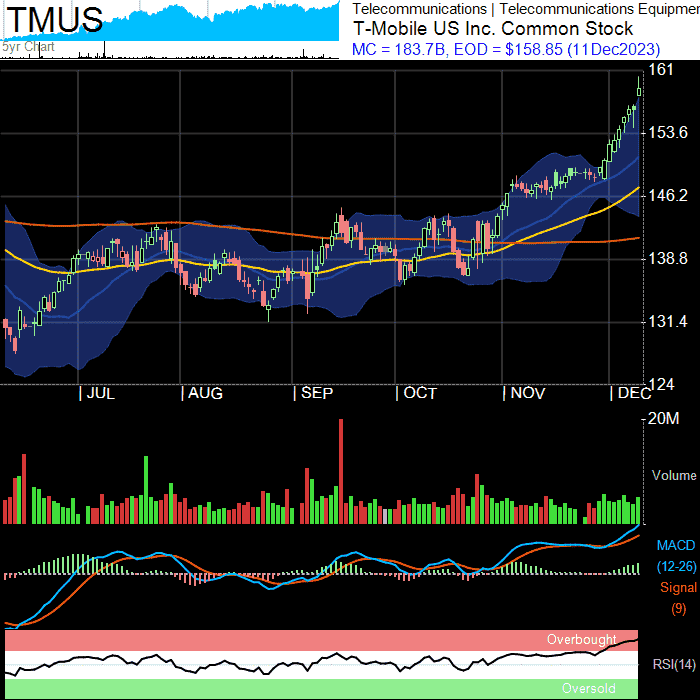 TMUS
5yr Chart
Telecommunications | Telecommunications Equipmen
T-Mobile US Inc. Common Stock
MC = 183.7B, EOD = $158.85 (11Dec2023)
161
153.6
146.2
138.8
131.4
124
JUL AUG SEP OCT NOV DEC
20M
Volume
MACD
(12-26)
Signal
(9)
Overbought
RSI(14)
Oversold